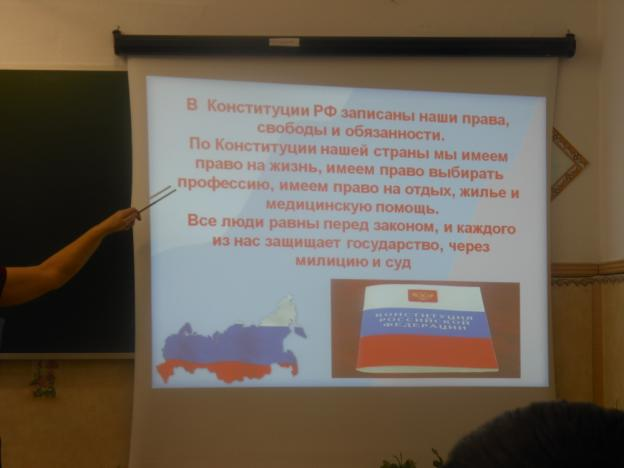 В Конституции РФ записаны наши права,
свободы и обязанности.
По Конституции нашей страны мы имеем
право на жизнь, имеем право выбирать
профессию, имеем право на отдых, жилье и
медицинскую помощь.
Все люди равны перед законом, и каждого
из нас защищает государство, через
милицию и суд
КОНСТИТУЦИЯ
РОССИЙСКОЙ
ФЕДЕРАЦИИ